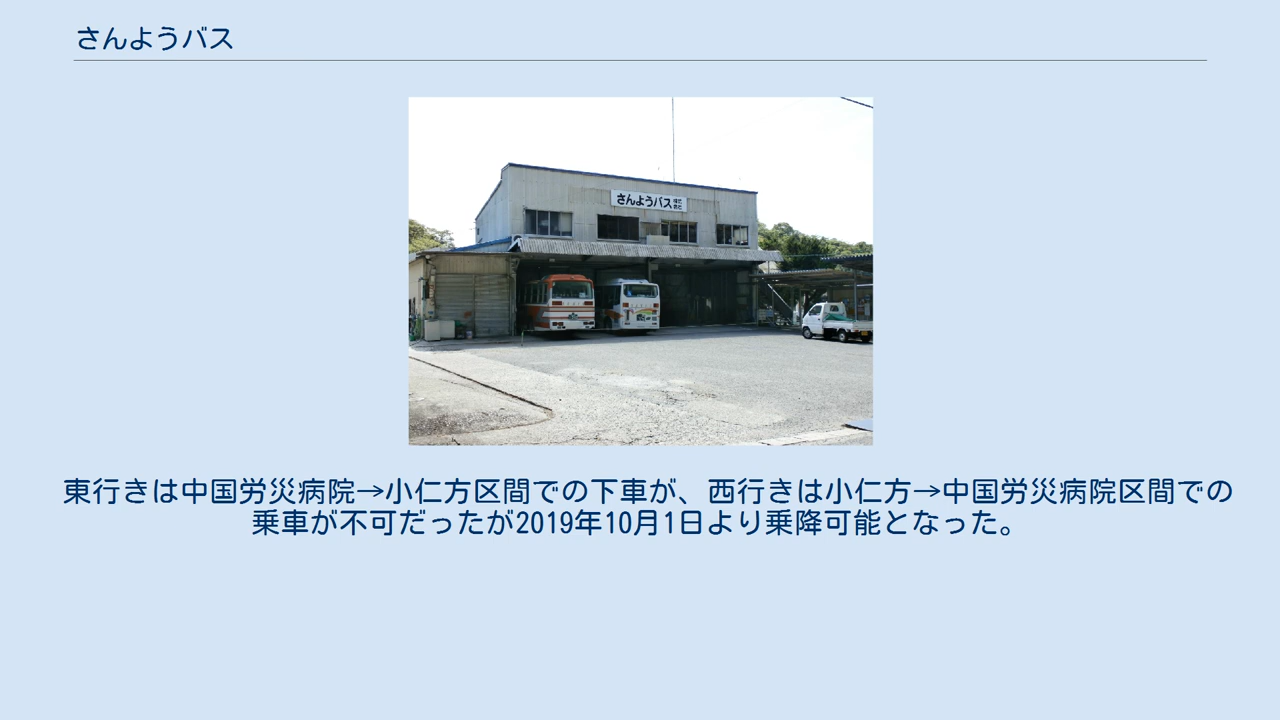 さんようバス
さんようバス
東行きは中国労災病院→小仁方区間での下車が、西行きは小仁方→中国労災病院区間での
乗車が不可だったが2019年10月1日より乗降可能となった。